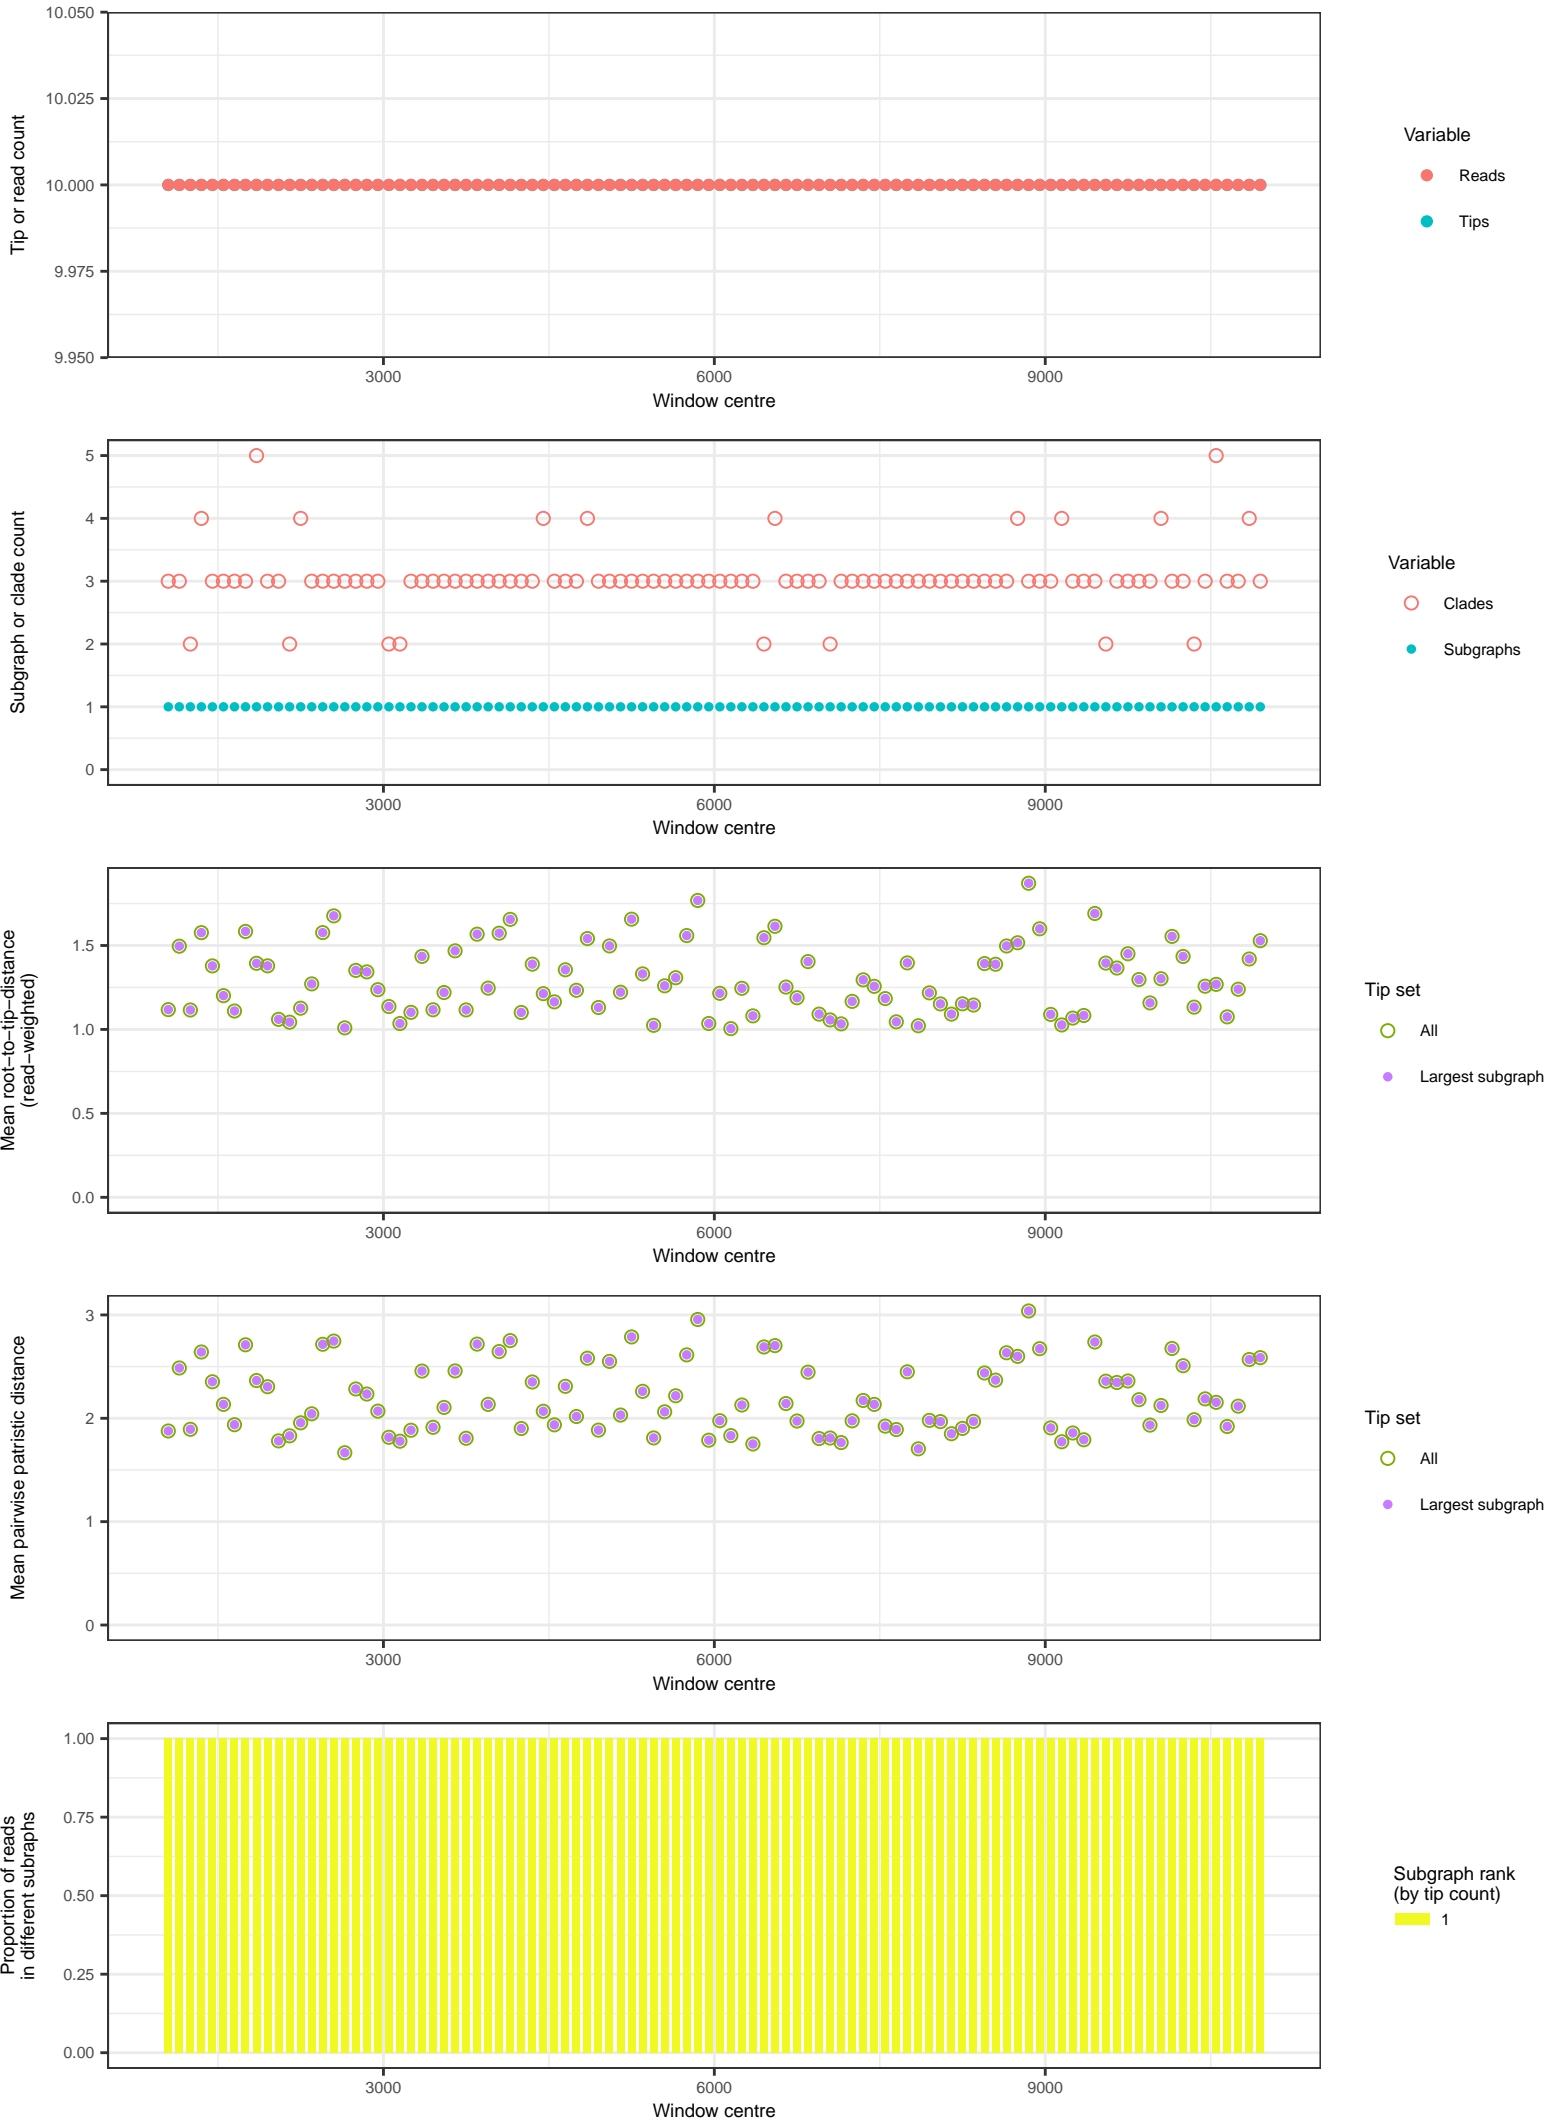 10.050
10.025
10.000
9.975
9.950
Tip or read count
3000 6000 9000
Window centre
Variable
Reads
Tips
5
4
3
2
1
0
Subgraph or clade count
3000 6000 9000
Window centre
Variable
Clades
Subgraphs
1.5
1.0
0.5
0.0
Mean root−to−tip−distance
(read−weighted)
3000 6000 9000
Window centre
Tip set
All
Largest subgraph
3
2
1
0
Mean pairwise patristic distance
3000 6000 9000
Window centre
Tip set
All
Largest subgraph
1.00
0.75
0.50
0.25
0.00
Proportion of reads
in different subraphs
3000 6000 9000
Window centre
Subgraph rank
(by tip count)
1